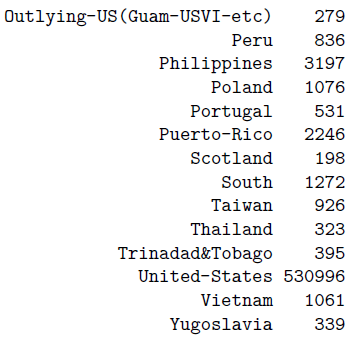 Outlying-US(Guam-USVI-etc) 279
Peru 836
Philippines 3197
Poland 1076
Portugal 531
Puerto-Rico 2246
Scotland 198
South 1272
Taiwan 926
Thailand 323
Trinadad&Tobago 395
United-States 530996
Vietnam 1061
Yugoslavia 339